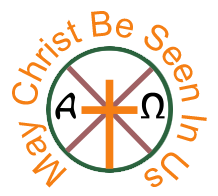 May Christ Be Seen In Us
Α Ω